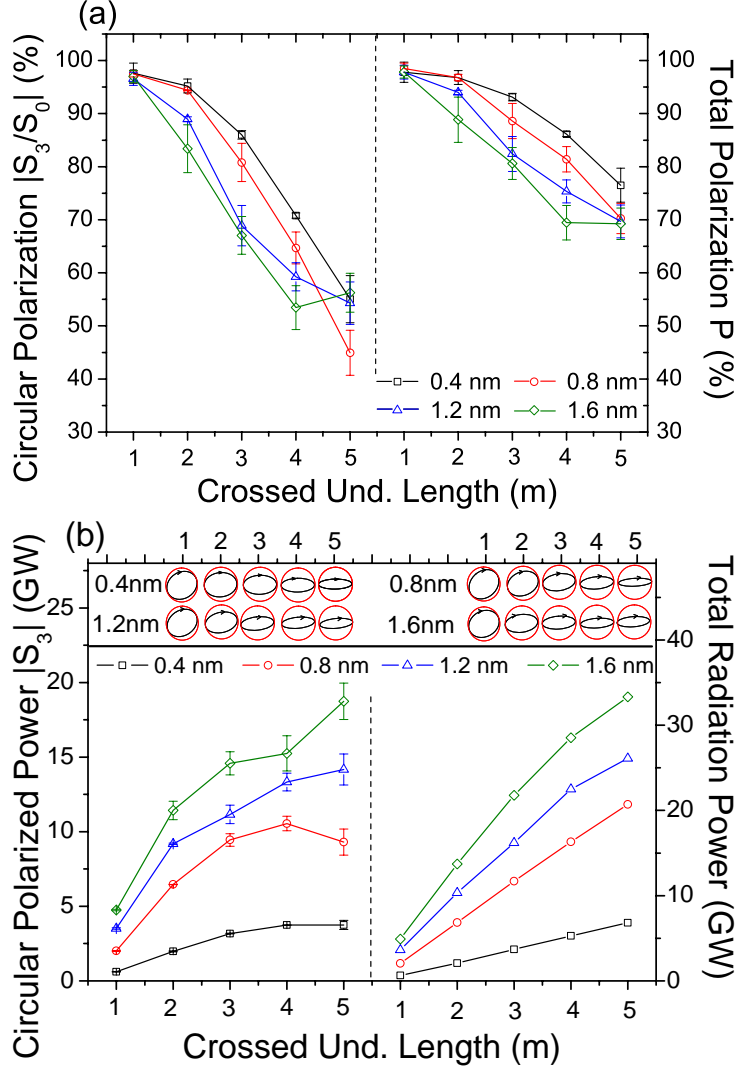 (a)
Circular Polarization |S3/S0| (%)
100
90
80
70
60
50
40
30
100
90
80
70
60
50
40
30
Total Polarization P (%)
0.4 nm 0.8 nm
1.2 nm 1.6 nm
1 2 3 4 5 1 2 3 4 5
Crossed Und. Length (m)
(b)
1 2 3 4 5 1 2 3 4 5
Circular Polarized Power |S3| (GW)
25
20
15
10
5
0
0.4nm 0.8nm
1.2nm 1.6nm
0.4 nm 0.8 nm 1.2 nm 1.6 nm
40
30
20
10
0
Total Radiation Power (GW)
1 2 3 4 5 1 2 3 4 5
Crossed Und. Length (m)